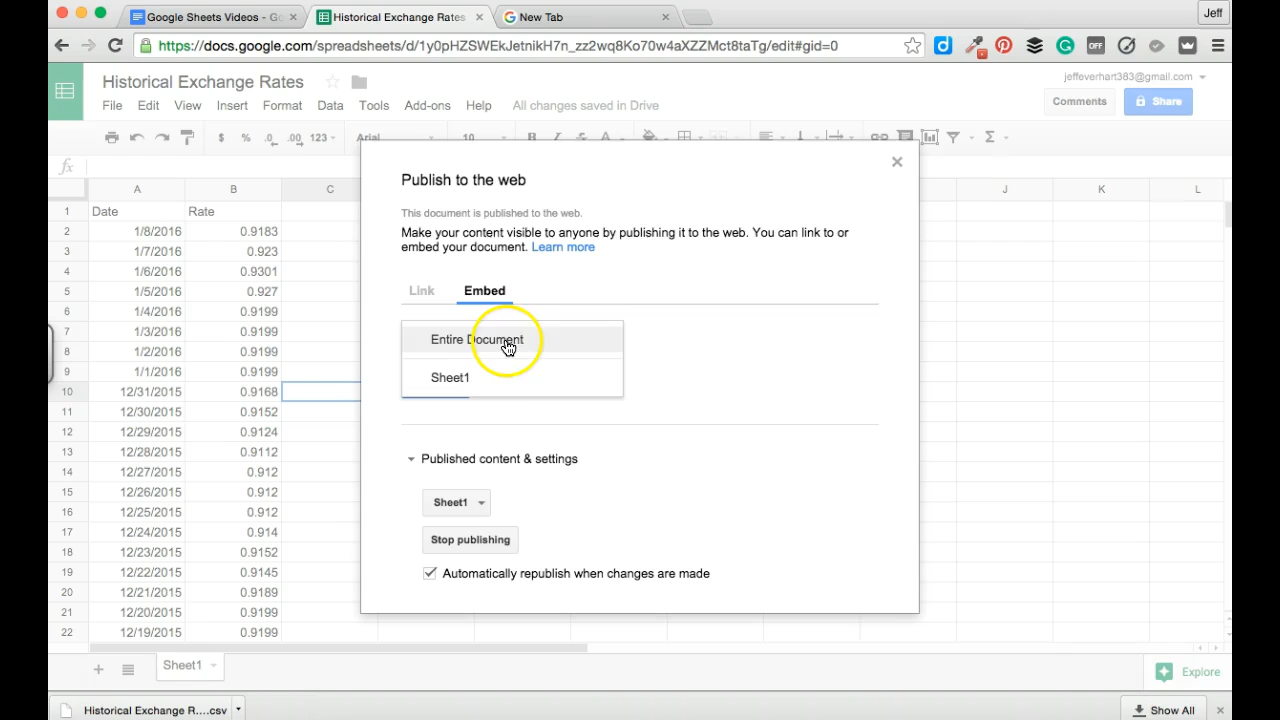 Google Sheets Videos - Go
Historical Exchange Rates
New Tab
Jeff
https://docs.google.com/spreadsheets/d/1y0pHZSWEkJetnikH7n_zz2wq8Ko70w4aXZZMct8taTg/edit#gid=0
Historical Exchange Rates
jeffeverhart383@gmail.com
File Edit View Insert Format Data Tools Add-ons Help All changes saved in Drive
Comments
Share
$ % .0 .00 123 Arial 10 B I S A
fx
A B C J K L
1 Date Rate
2 1/8/2016 0.9183
3 1/7/2016 0.923
4 1/6/2016 0.9301
5 1/5/2016 0.927
6 1/4/2016 0.9199
7 1/3/2016 0.9199
8 1/2/2016 0.9199
9 1/1/2016 0.9199
10 12/31/2015 0.9168
11 12/30/2015 0.9152
12 12/29/2015 0.9124
13 12/28/2015 0.9112
14 12/27/2015 0.912
15 12/26/2015 0.912
16 12/25/2015 0.912
17 12/24/2015 0.914
18 12/23/2015 0.9152
19 12/22/2015 0.9145
20 12/21/2015 0.9189
21 12/20/2015 0.9199
22 12/19/2015 0.9199
Publish to the web
This document is published to the web.
Make your content visible to anyone by publishing it to the web. You can link to or
embed your document. Learn more
Link Embed
Entire Document
Sheet1
Published content & settings
Sheet1
Stop publishing
Automatically republish when changes are made
Sheet1
Explore
Historical Exchange R....csv
Show All